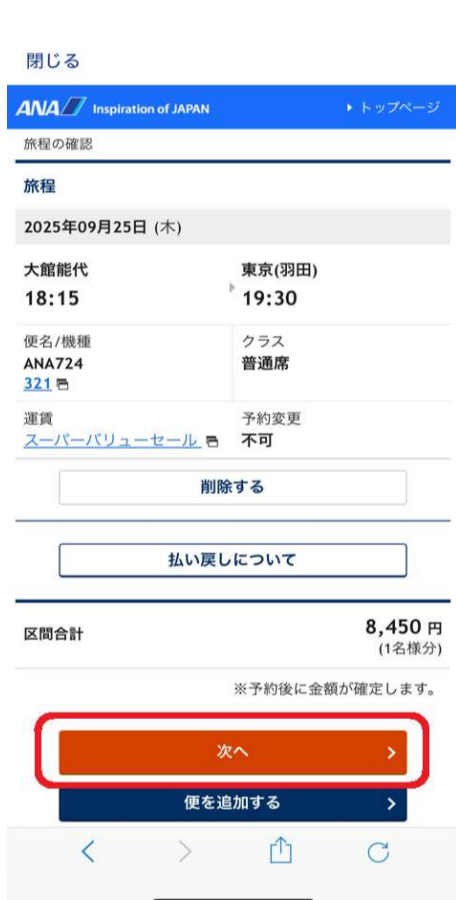 閉じる
ANA Inspiration of JAPAN トップページ
旅程の確認
旅程
2025年09月25日 (木)
大館能代 東京(羽田)
18:15 19:30
便名/機種 クラス
ANA724 普通席
321
運賃 予約変更
スーパーバリューセール 不可
削除する
払い戻しについて
区間合計 8,450 円
(1名様分)
※予約後に金額が確定します。
次へ
便を追加する